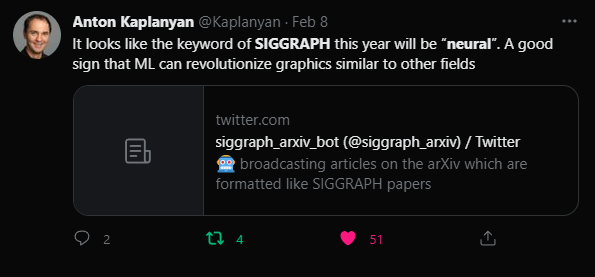 Anton Kaplanyan @Kaplanyan · Feb 8
It looks like the keyword of SIGGRAPH this year will be “neural”. A good
sign that ML can revolutionize graphics similar to other fields
twitter.com
siggraph_arxiv_bot (@siggraph_arxiv) / Twitter
🤖 broadcasting articles on the arXiv which are
formatted like SIGGRAPH papers
2 4 51